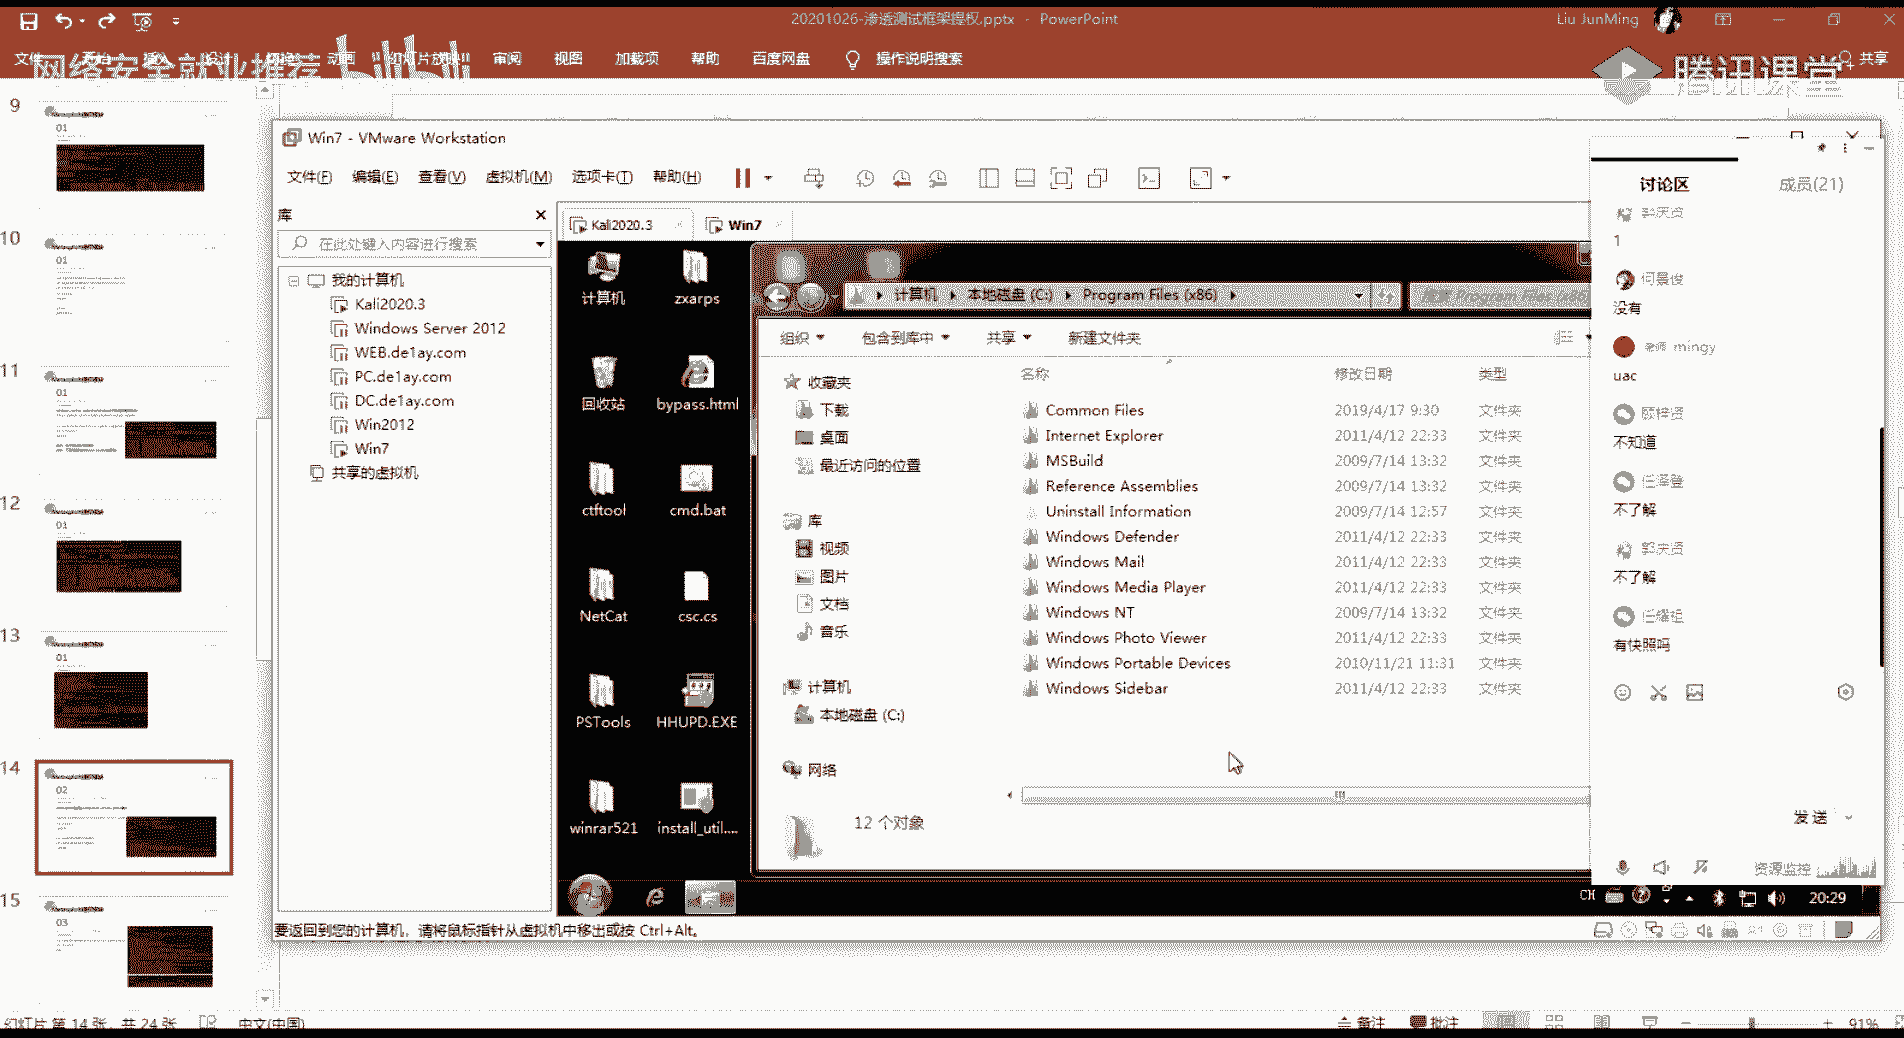 20201026-渗透测试框架提权.pptx - PowerPoint
Liu JunMing
文件
动画
审阅
视图
加载项
帮助
百度网盘
操作说明搜索
共享
网络安全就业推荐
bilibili
腾讯课堂
9
01
10
01
11
01
12
01
13
01
14
02
15
03
Win7 - VMware Workstation
文件(F)
编辑(E)
查看(V)
虚拟机(M)
选项卡(T)
帮助(H)
库
在此处键入内容进行搜索
我的计算机
Kali2020.3
Windows Server 2012
WEB.de1ay.com
PC.de1ay.com
DC.de1ay.com
Win2012
Win7
共享的虚拟机
Kali2020.3
Win7
计算机
zxarps
回收站
bypass.html
ctftool
cmd.bat
NetCat
csc.cs
PSTools
HHUPD.EXE
winrar521
install_util....
计算机
本地磁盘 (C:)
Program Files (x86)
组织
包含到库中
共享
新建文件夹
收藏夹
下载
桌面
最近访问的位置
库
视频
图片
文档
音乐
计算机
本地磁盘 (C:)
网络
名称
修改日期
类型
Common Files
2019/4/17 9:30
文件夹
Internet Explorer
2011/4/12 22:33
文件夹
MSBuild
2009/7/14 13:32
文件夹
Reference Assemblies
2009/7/14 13:32
文件夹
Uninstall Information
2009/7/14 12:57
文件夹
Windows Defender
2011/4/12 22:33
文件夹
Windows Mail
2011/4/12 22:33
文件夹
Windows Media Player
2011/4/12 22:33
文件夹
Windows NT
2009/7/14 13:32
文件夹
Windows Photo Viewer
2011/4/12 22:33
文件夹
Windows Portable Devices
2010/11/21 11:31
文件夹
Windows Sidebar
2011/4/12 22:33
文件夹
12 个对象
CH
20:29
要返回到您的计算机，请将鼠标指针从虚拟机中移出或按 Ctrl+Alt。
讨论区
成员(21)
1
何景俊
没有
老师 mingy
uac
不知道
不了解
不了解
有快照吗
发送
资源监控
幻灯片 第 14 张，共 24 张
中文(中国)
备注
批注
91%